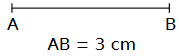 A B
AB = 3 cm